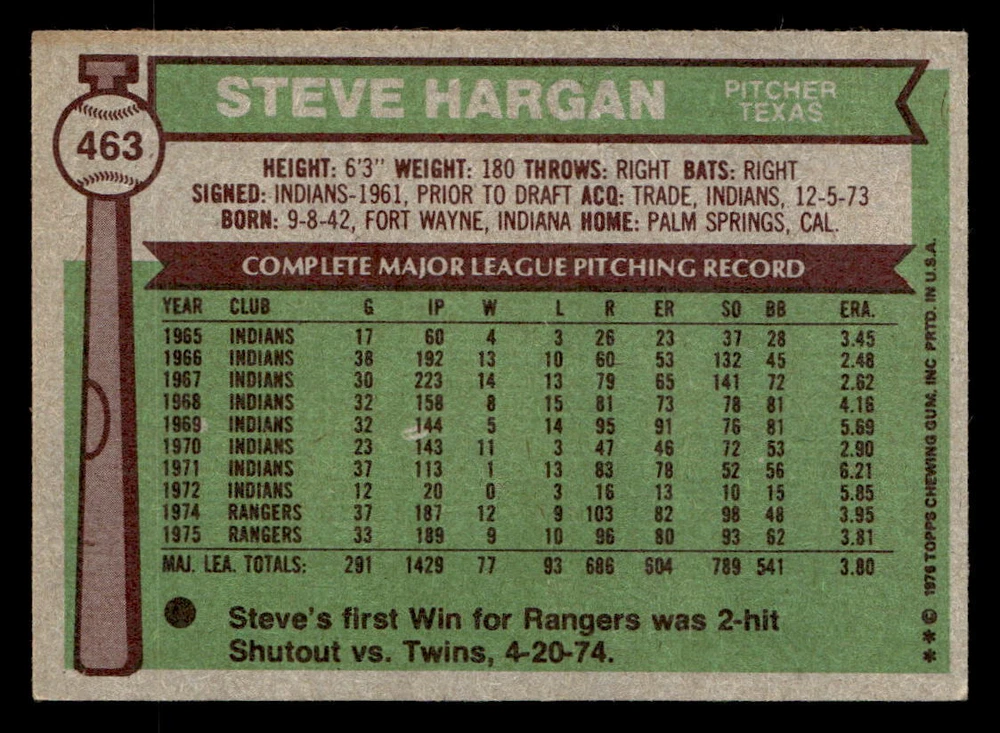 463
STEVE HARGAN
PITCHER
TEXAS
HEIGHT: 6'3" WEIGHT: 180 THROWS: RIGHT BATS: RIGHT
SIGNED: INDIANS-1961, PRIOR TO DRAFT ACQ: TRADE, INDIANS, 12-5-73
BORN: 9-8-42, FORT WAYNE, INDIANA HOME: PALM SPRINGS, CAL.
COMPLETE MAJOR LEAGUE PITCHING RECORD
YEAR CLUB G IP W L R ER SO BB ERA.
1965 INDIANS 17 60 4 3 26 23 37 28 3.45
1966 INDIANS 38 192 13 10 60 53 132 45 2.48
1967 INDIANS 30 223 14 13 79 65 141 72 2.62
1968 INDIANS 32 158 8 15 81 73 78 81 4.16
1969 INDIANS 32 144 5 14 95 91 76 81 5.69
1970 INDIANS 23 143 11 3 47 46 72 53 2.90
1971 INDIANS 37 113 1 13 83 78 52 56 6.21
1972 INDIANS 12 20 0 3 16 13 10 15 5.85
1974 RANGERS 37 187 12 9 103 82 98 48 3.95
1975 RANGERS 33 189 9 10 96 80 93 62 3.81
MAJ. LEA. TOTALS: 291 1429 77 93 686 604 789 541 3.80
Steve's first Win for Rangers was 2-hit
Shutout vs. Twins, 4-20-74.
** © 1976 TOPPS CHEWING GUM, INC PRTD. IN U.S.A.